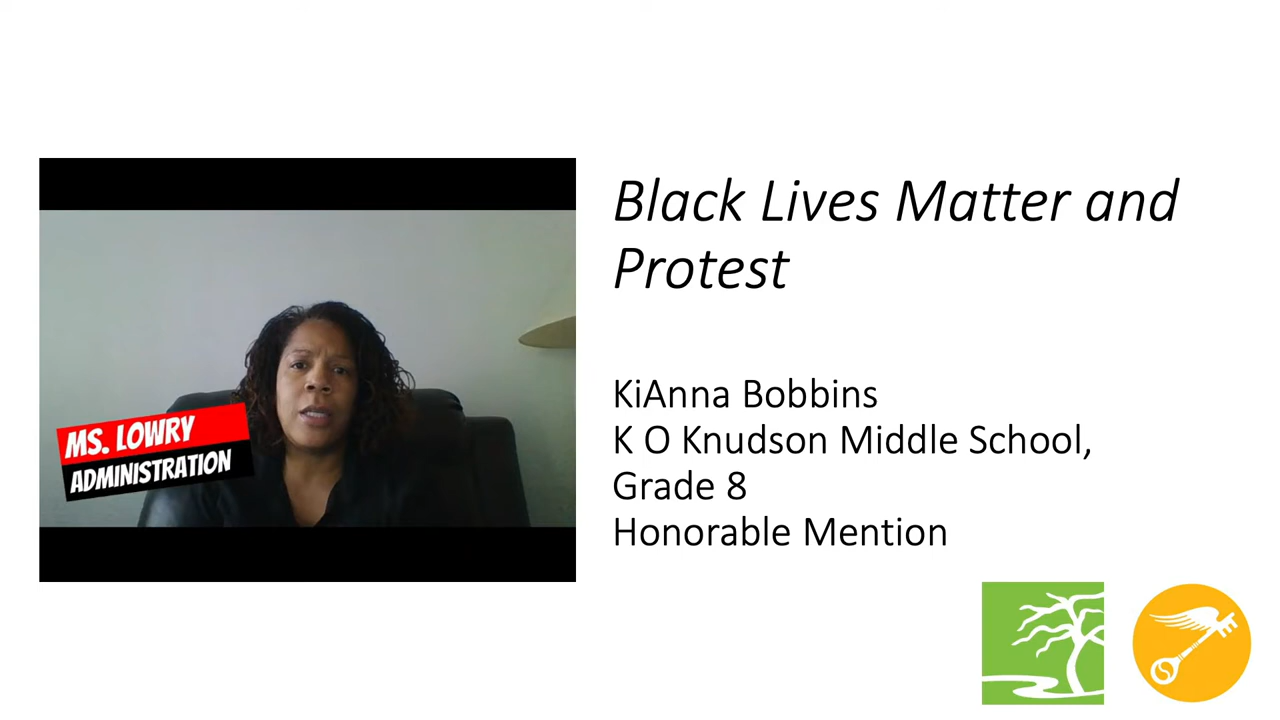 MS. LOWRY
ADMINISTRATION
Black Lives Matter and
Protest
KiAnna Bobbins
K O Knudson Middle School,
Grade 8
Honorable Mention